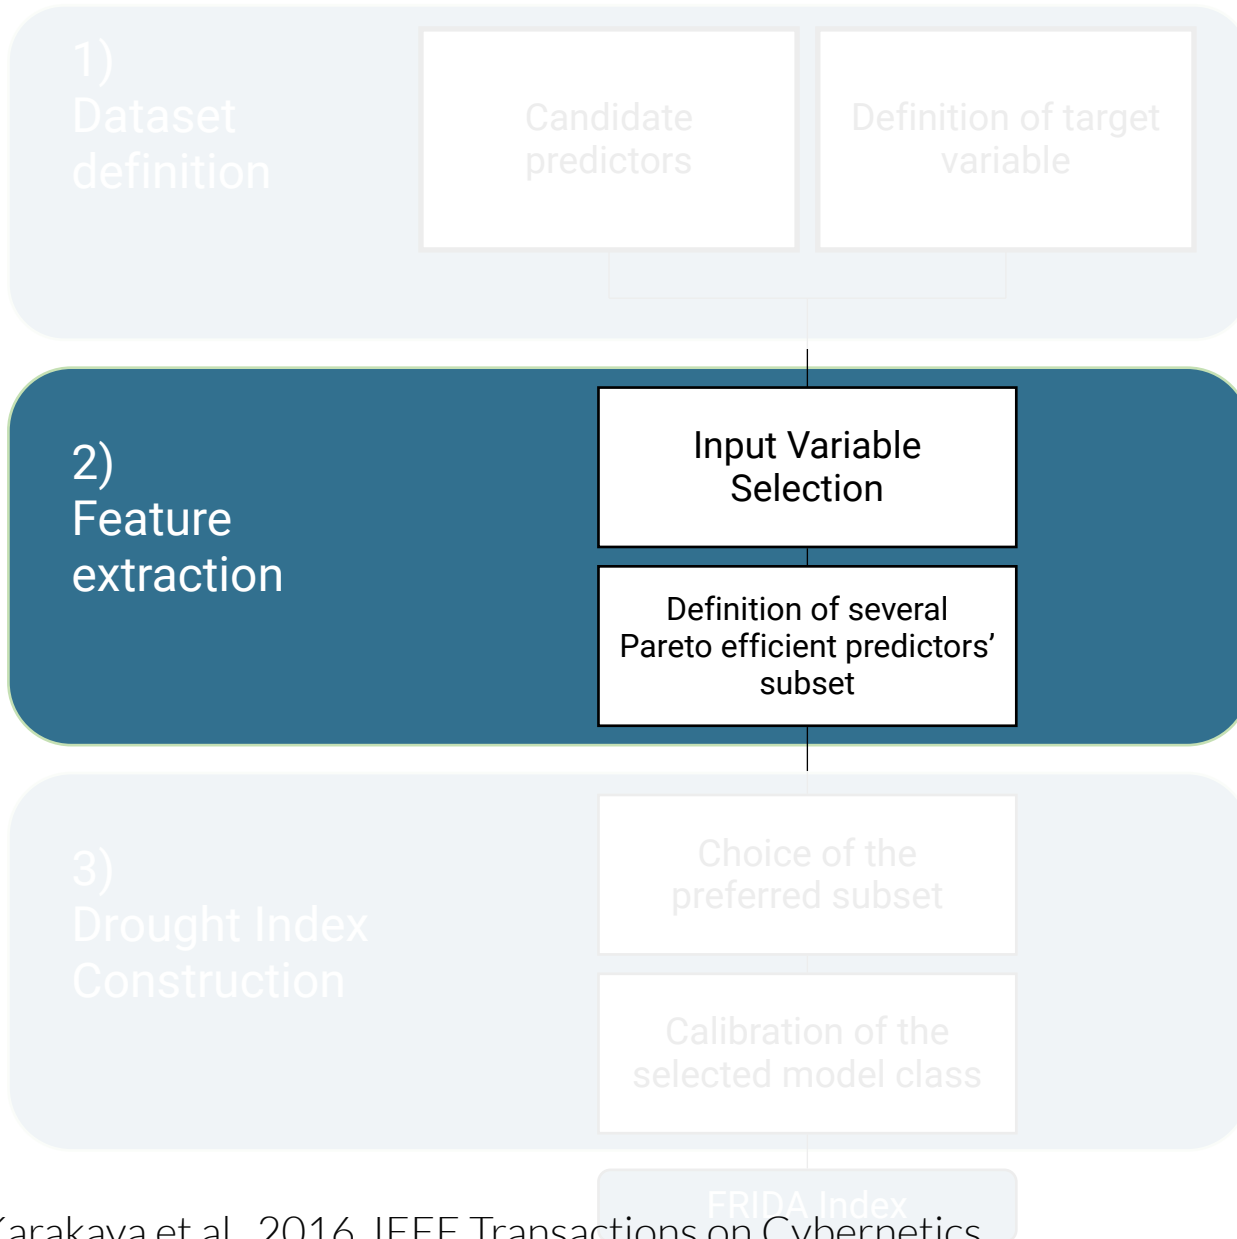 1)
Dataset
definition
Candidate
predictors
Definition of target
variable
2)
Feature
extraction
Input Variable
Selection
Definition of several
Pareto efficient predictors’
subset
3)
Drought Index
Construction
Choice of the
preferred subset
Calibration of the
selected model class
FRIDA Index
et al., 2016, IEEE Transactions on Cybernetics